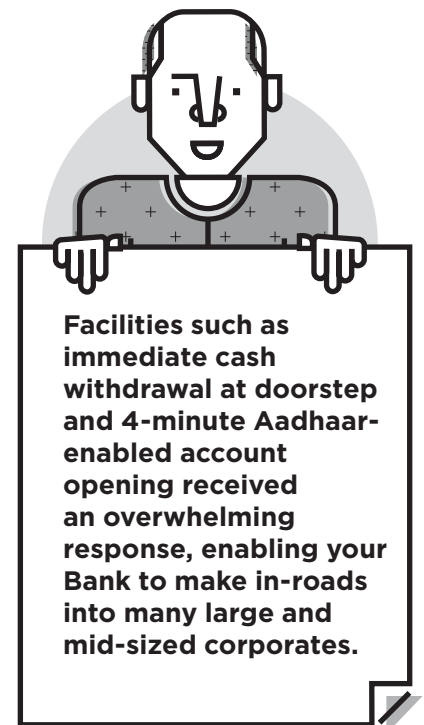 Facilities such as
immediate cash
withdrawal at doorstep
and 4-minute Aadhaar-
enabled account
opening received
an overwhelming
response, enabling your
Bank to make in-roads
into many large and
mid-sized corporates.